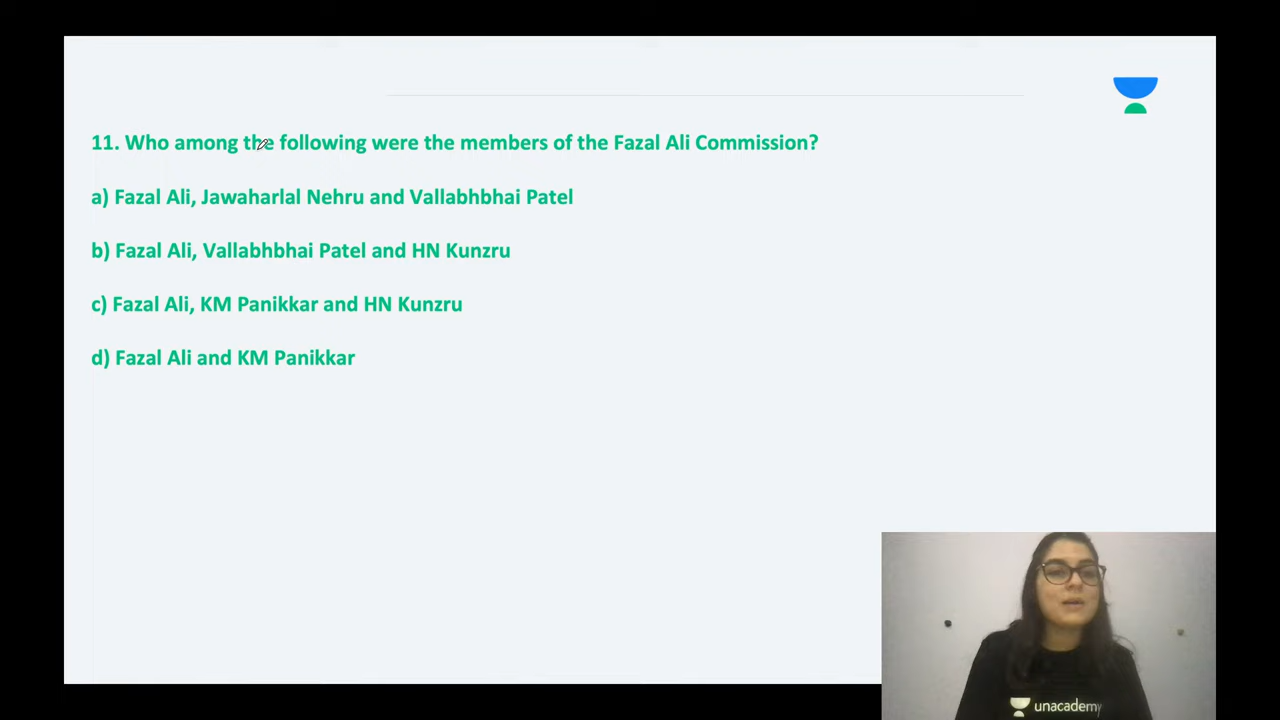 11. Who among the following were the members of the Fazal Ali Commission?
a) Fazal Ali, Jawaharlal Nehru and Vallabhbhai Patel
b) Fazal Ali, Vallabhbhai Patel and HN Kunzru
c) Fazal Ali, KM Panikkar and HN Kunzru
d) Fazal Ali and KM Panikkar
unacademy